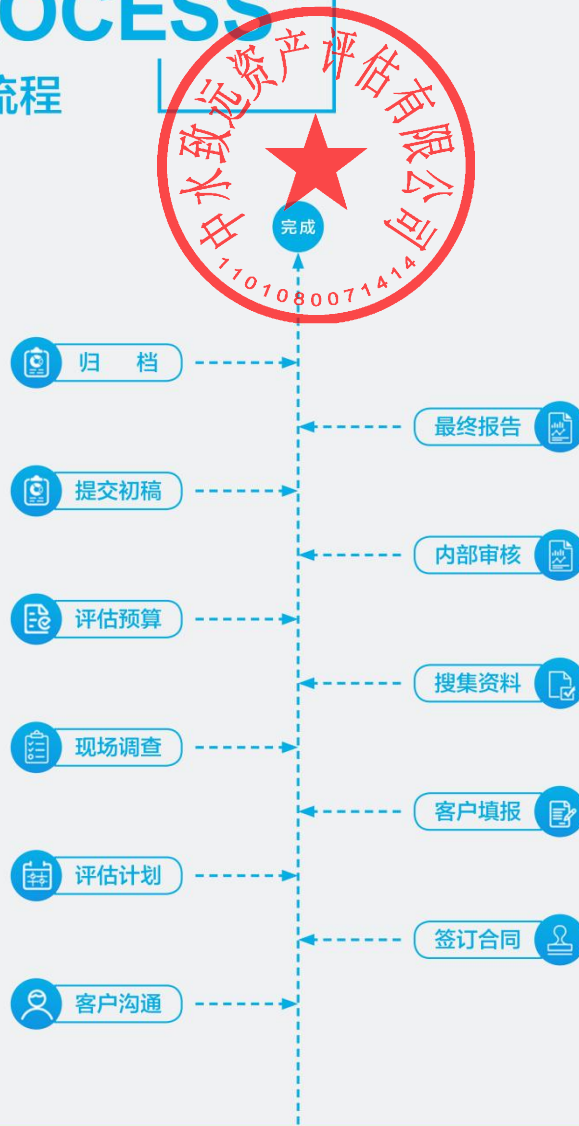 OCESS
流程
中水致远资产评估有限公司
1101080071414
完成
归 档
最终报告
提交初稿
内部审核
评估预算
搜集资料
现场调查
客户填报
评估计划
签订合同
客户沟通